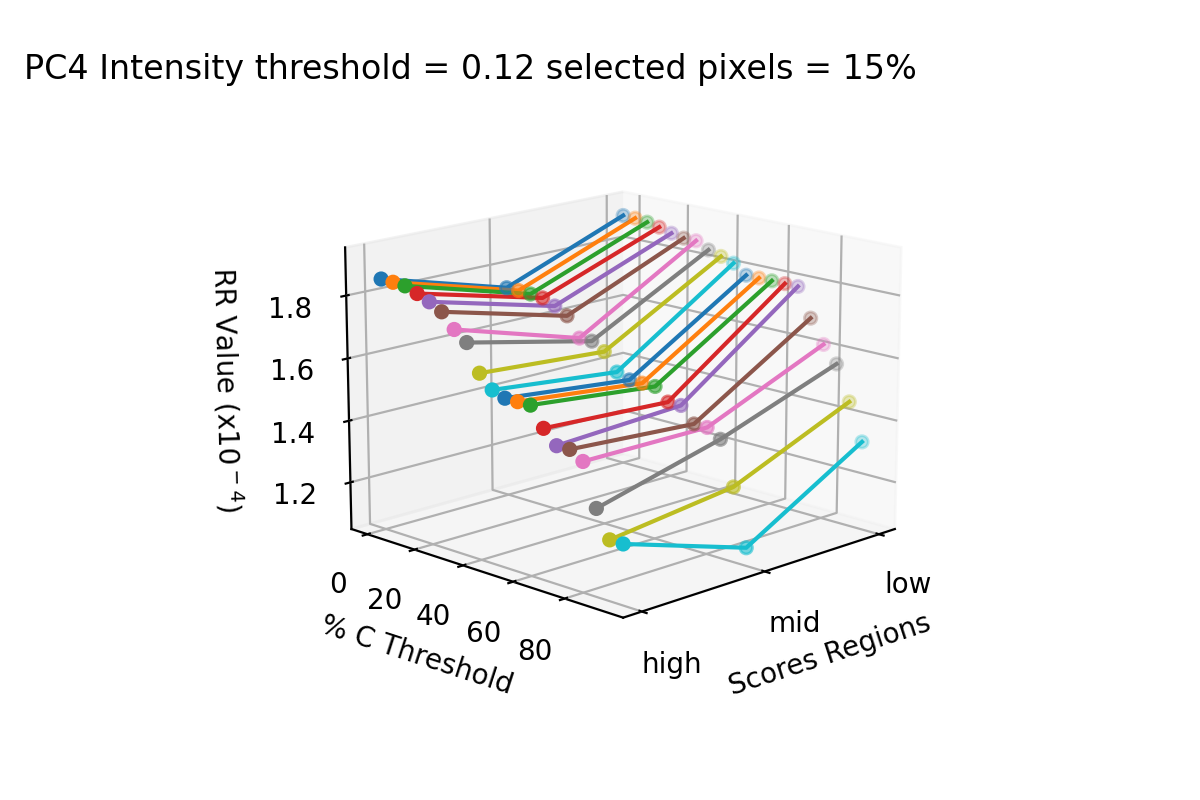 PC4 Intensity threshold = 0.12 selected pixels = 15%
RR Value (x10⁻⁴)
1.8
1.6
1.4
1.2
0
20
40
60
80
% C Threshold
high
mid
low
Scores Regions